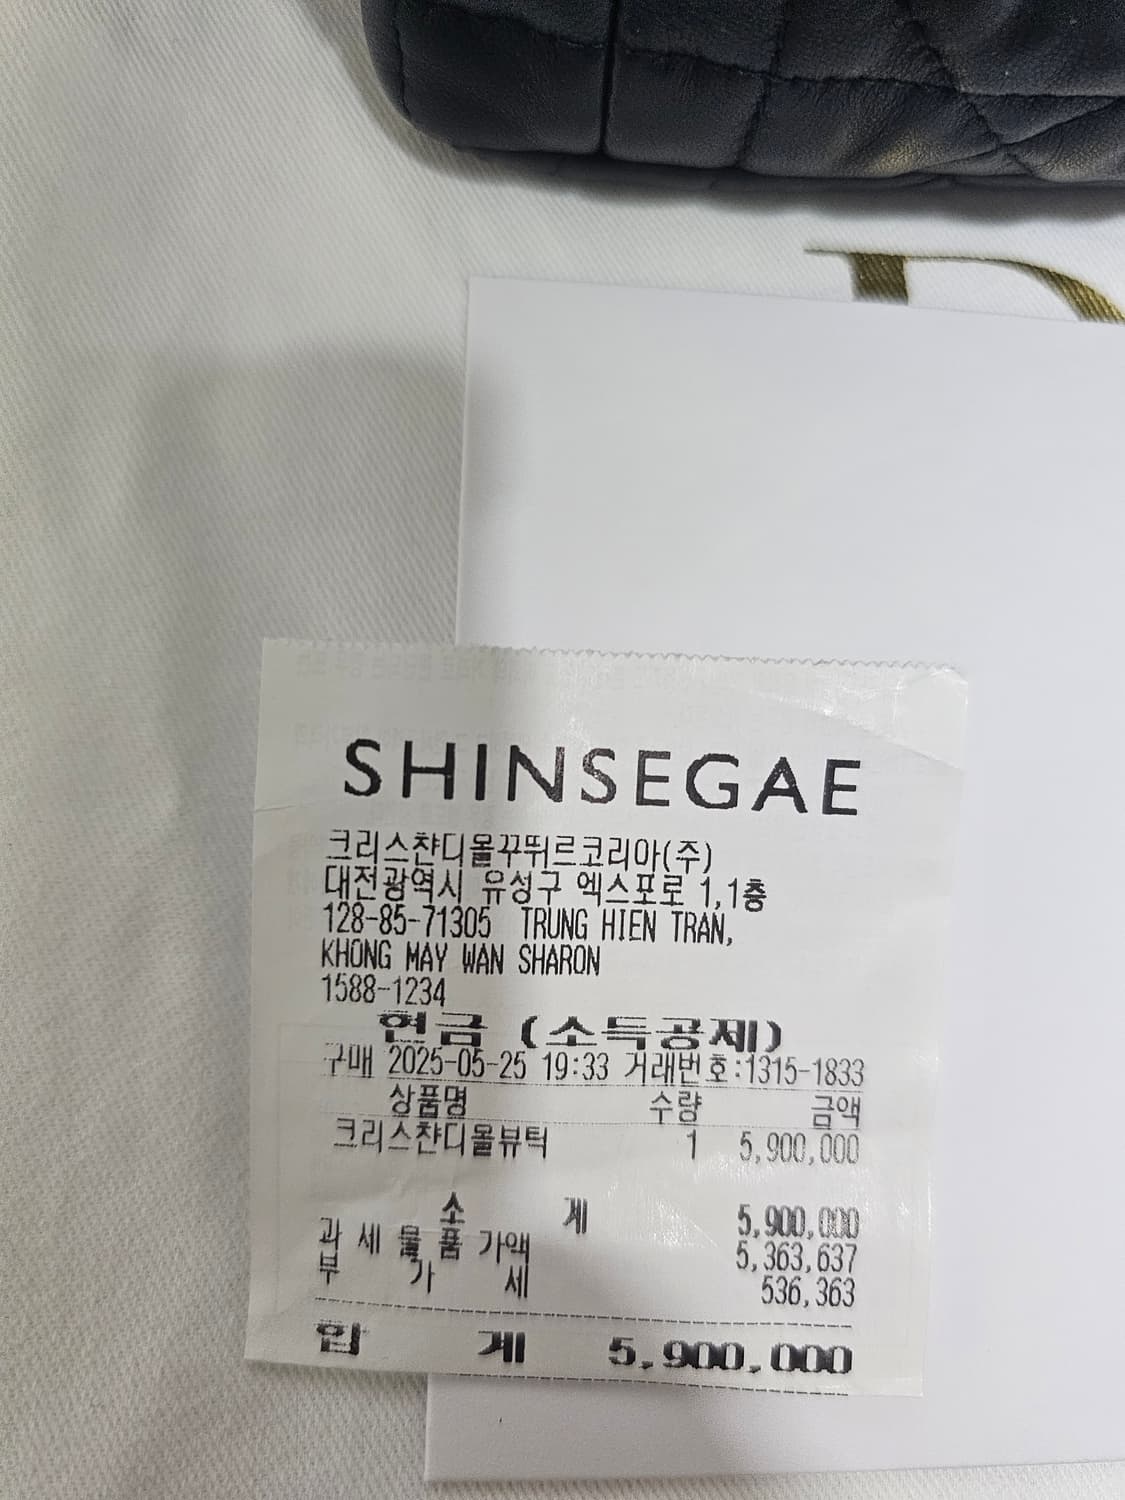 SHINSEGAE
크리스챤디올꾸뛰르코리아(주)
대전광역시 유성구 엑스포로 1,1층
128-85-71305 TRUNG HIEN TRAN,
KHONG MAY WAN SHARON
1588-1234
현금 (소득공제)
구매 2025-05-25 19:33 거래번호:1315-1833
상품명 수량 금액
크리스챤디올뷰틱 1 5,900,000
소 계 5,900,000
과 세 물 품 가액 5,363,637
부 가 세 536,363
합 계 5,900,000